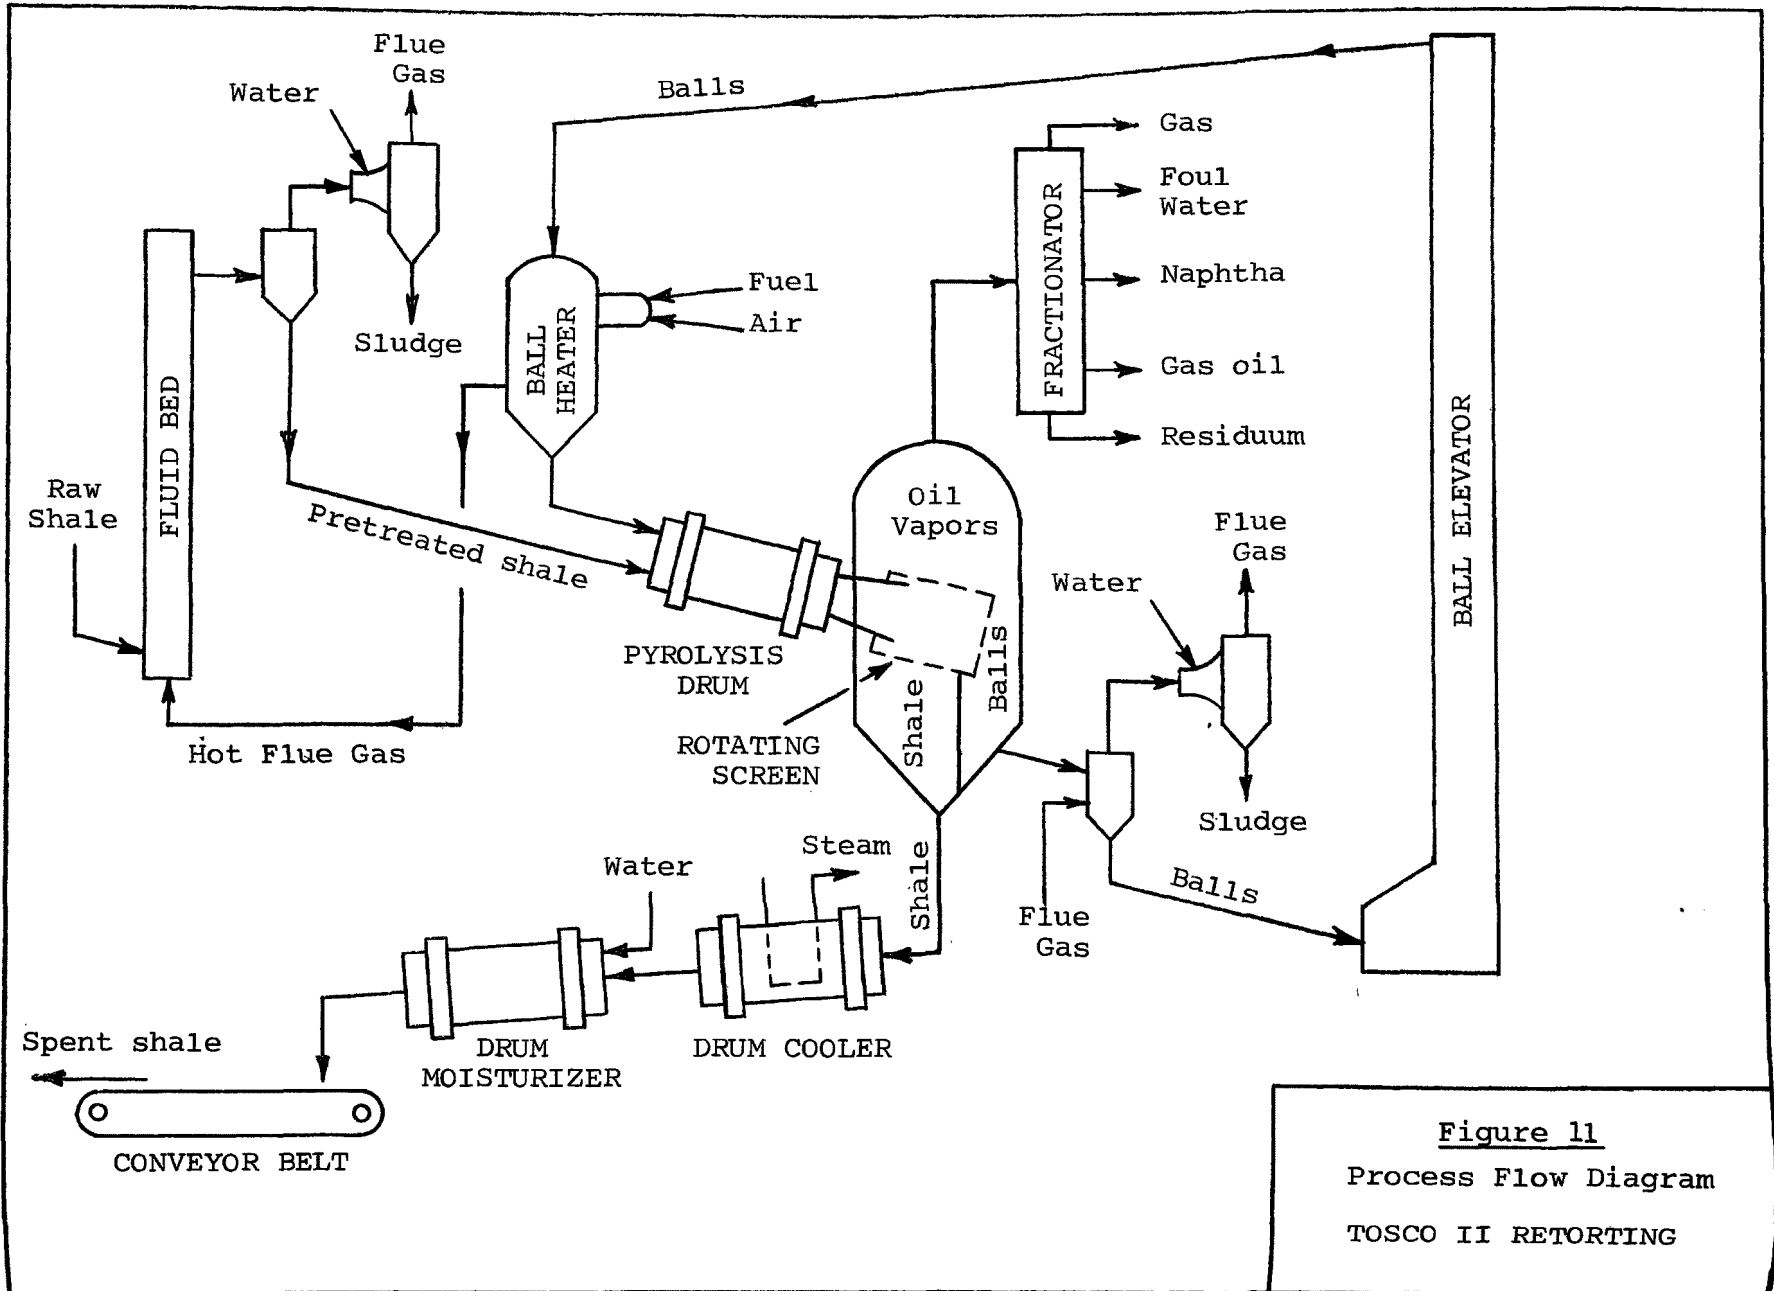 Flue
Gas
Water
Sludge
Balls
Gas
Foul
Water
Naphtha
Gas oil
Residuum
FRACTIONATOR
Fuel
Air
BALL
HEATER
FLUID BED
Raw
Shale
Pretreated shale
Hot Flue Gas
PYROLYSIS
DRUM
ROTATING
SCREEN
Oil
Vapors
Shale
Balls
BALL ELEVATOR
Flue
Gas
Water
Sludge
Flue
Gas
Balls
Shale
Steam
Water
DRUM COOLER
DRUM
MOISTURIZER
Spent shale
CONVEYOR BELT
Figure 11
Process Flow Diagram
TOSCO II RETORTING